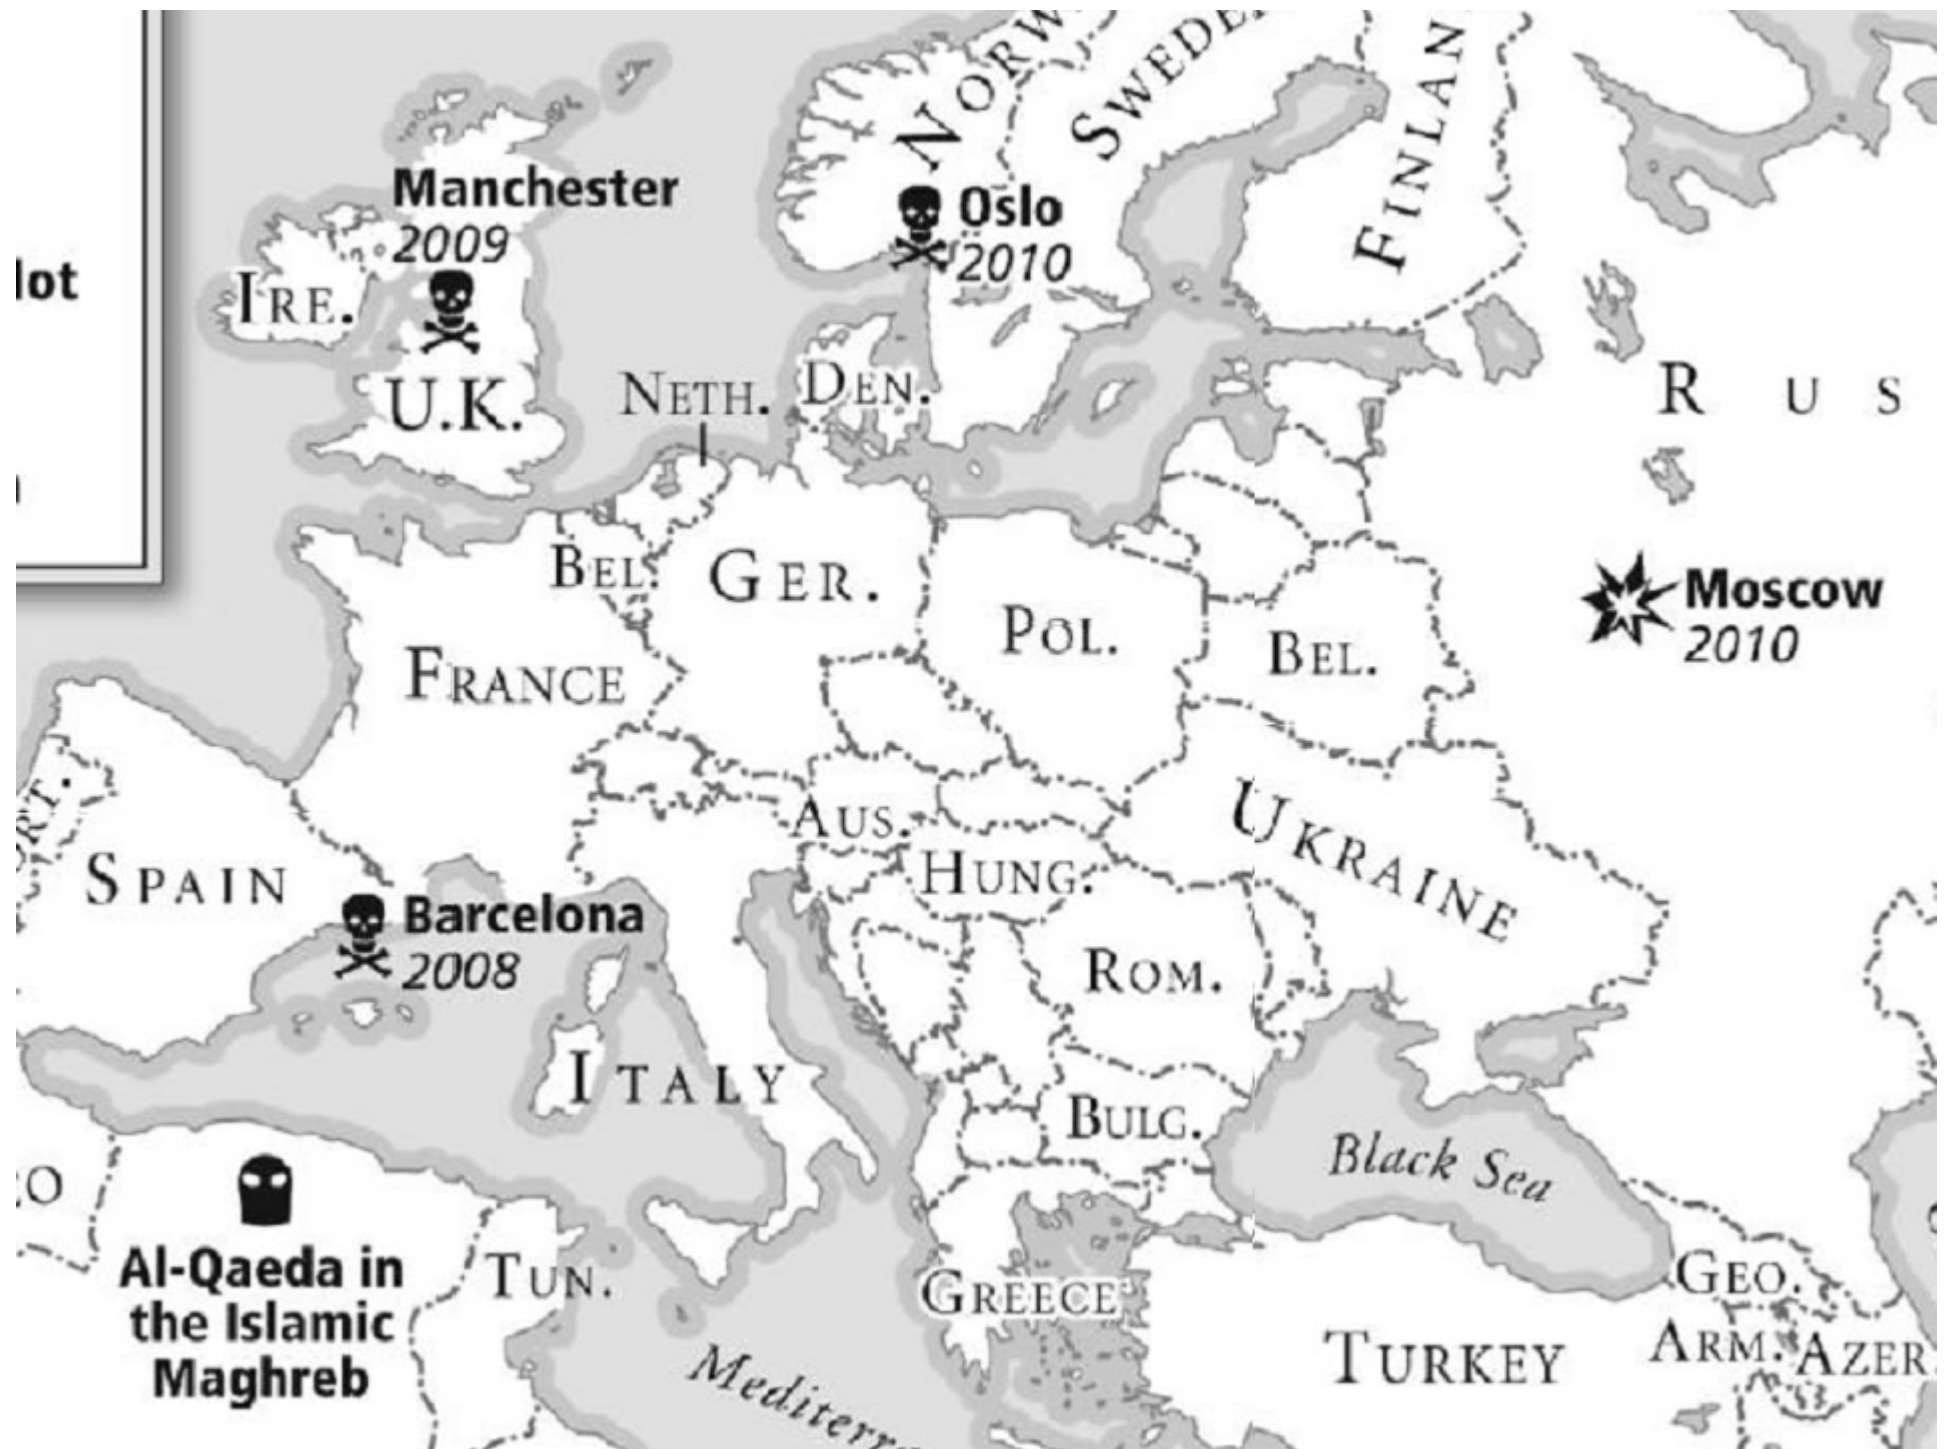 NORW
SWEDE
FINLAN
Manchester
2009
Oslo
2010
lot
IRE.
U.K.
NETH.
DEN.
R U S
BEL.
GER.
POL.
BEL.
Moscow
2010
FRANCE
RT.
SPAIN
AUS.
HUNG.
UKRAINE
Barcelona
2008
ROM.
ITALY
BULG.
Black Sea
O
Al-Qaeda in
the Islamic
Maghreb
TUN.
GREECE
GEO.
ARM.
AZER.
TURKEY
Mediterr